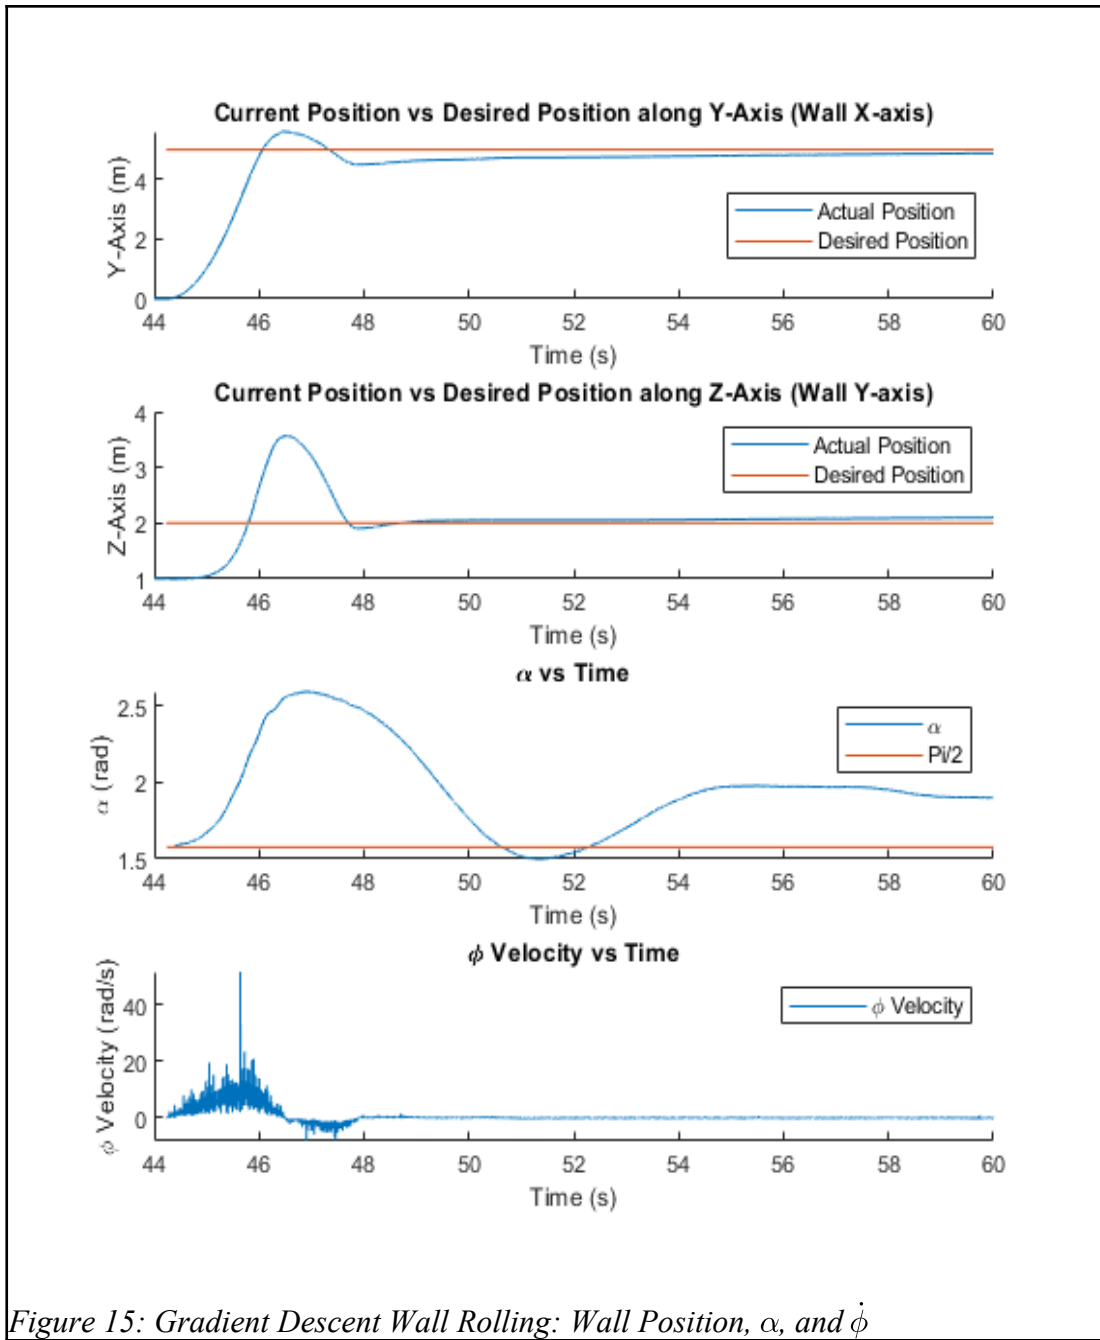 Current Position vs Desired Position along Y-Axis (Wall X-axis)
Y-Axis (m)
4
2
0
Actual Position
Desired Position
44 46 48 50 52 54 56 58 60
Time (s)
Current Position vs Desired Position along Z-Axis (Wall Y-axis)
Z-Axis (m)
4
3
2
1
Actual Position
Desired Position
44 46 48 50 52 54 56 58 60
Time (s)
α vs Time
α (rad)
2.5
2
1.5
α
Pi/2
44 46 48 50 52 54 56 58 60
Time (s)
ϕ Velocity vs Time
ϕ Velocity (rad/s)
40
20
0
ϕ Velocity
44 46 48 50 52 54 56 58 60
Time (s)
Figure 15: Gradient Descent Wall Rolling: Wall Position, α, and ϕ̇